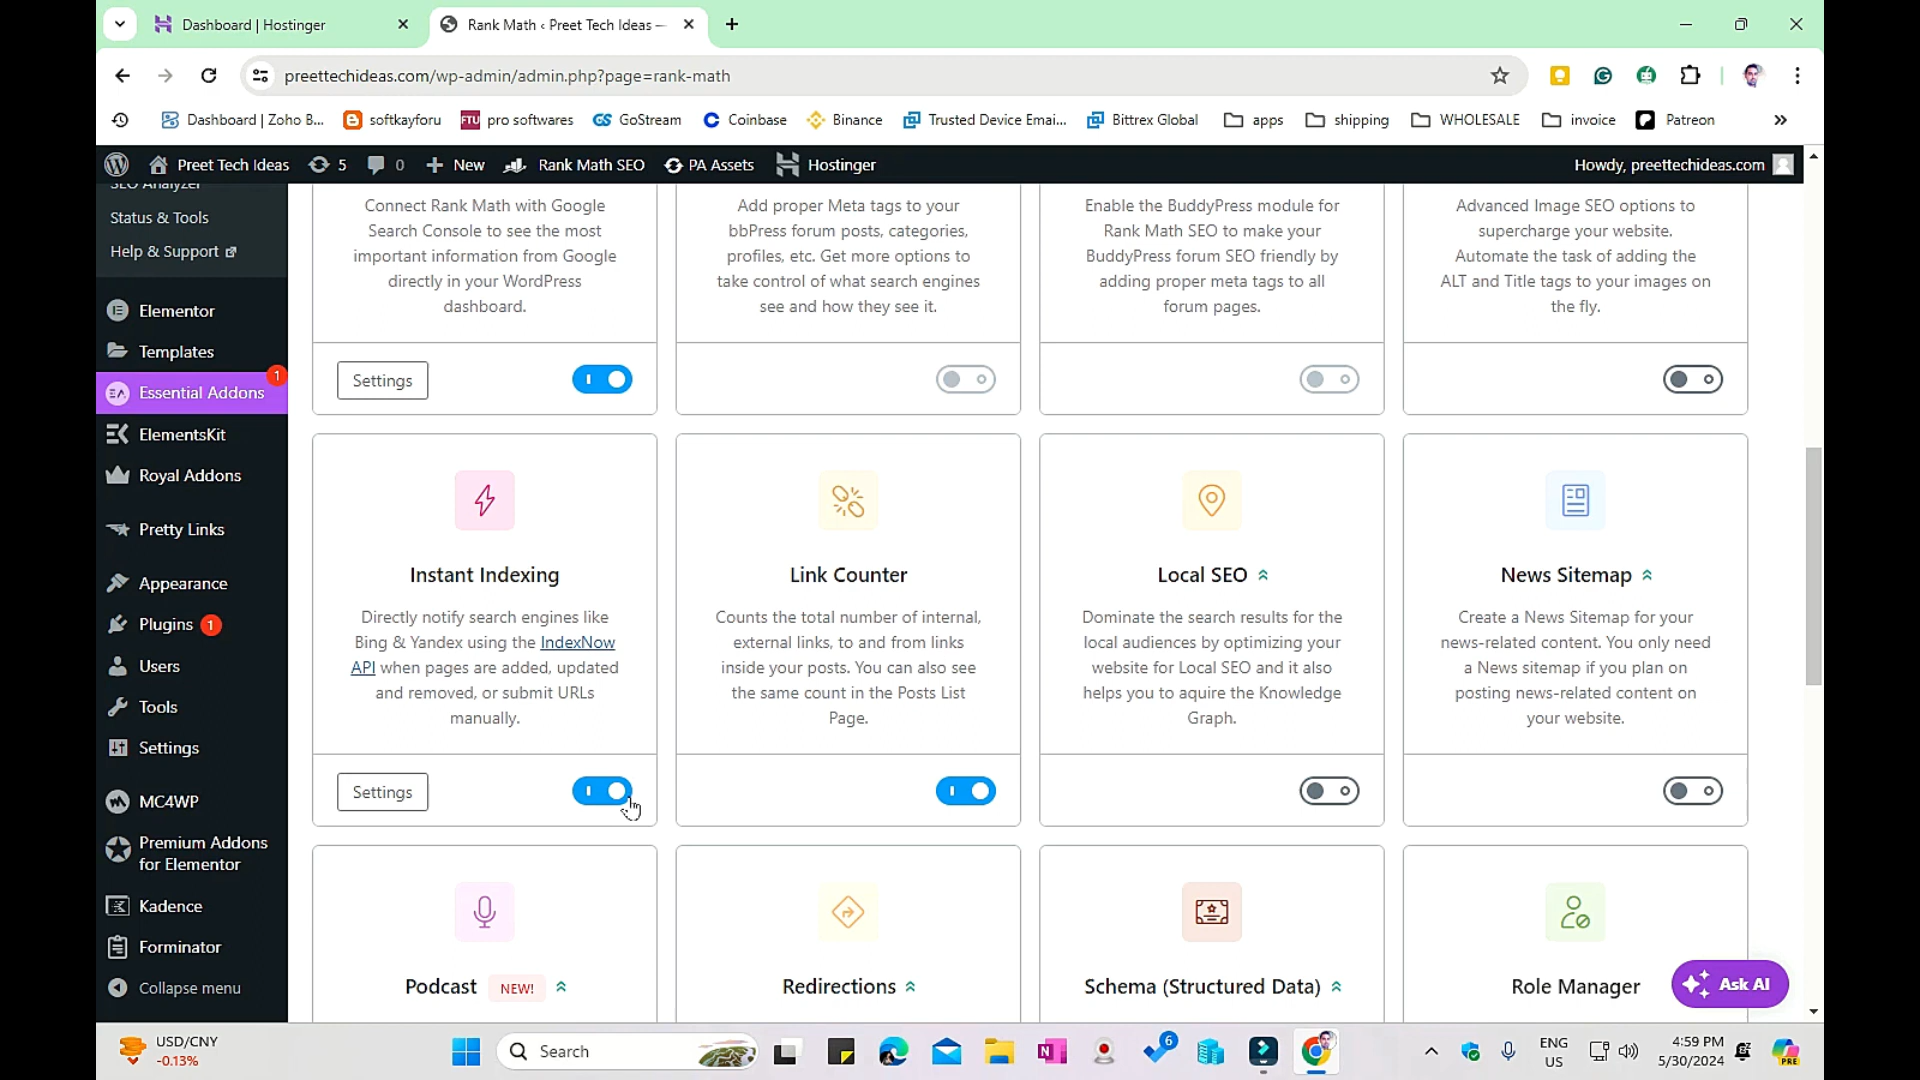 Dashboard | Hostinger
Rank Math ‹ Preet Tech Ideas —
preettechideas.com/wp-admin/admin.php?page=rank-math
Dashboard | Zoho B...
softkayforu
FTU pro softwares
GS GoStream
Coinbase
Binance
Trusted Device Emai...
Bittrex Global
apps
shipping
WHOLESALE
invoice
Patreon
Preet Tech Ideas
5
0
New
Rank Math SEO
PA Assets
Hostinger
Howdy, preettechideas.com
SEO Analyzer
Status & Tools
Help & Support
Elementor
Templates
Essential Addons
1
ElementsKit
Royal Addons
Pretty Links
Appearance
Plugins 1
Users
Tools
Settings
MC4WP
Premium Addons
for Elementor
Kadence
Forminator
Collapse menu
Connect Rank Math with Google
Search Console to see the most
important information from Google
directly in your WordPress
dashboard.
Settings
Add proper Meta tags to your
bbPress forum posts, categories,
profiles, etc. Get more options to
take control of what search engines
see and how they see it.
Enable the BuddyPress module for
Rank Math SEO to make your
BuddyPress forum SEO friendly by
adding proper meta tags to all
forum pages.
Advanced Image SEO options to
supercharge your website.
Automate the task of adding the
ALT and Title tags to your images on
the fly.
Instant Indexing
Directly notify search engines like
Bing & Yandex using the IndexNow
API when pages are added, updated
and removed, or submit URLs
manually.
Settings
Link Counter
Counts the total number of internal,
external links, to and from links
inside your posts. You can also see
the same count in the Posts List
Page.
Local SEO
Dominate the search results for the
local audiences by optimizing your
website for Local SEO and it also
helps you to aquire the Knowledge
Graph.
News Sitemap
Create a News Sitemap for your
news-related content. You only need
a News sitemap if you plan on
posting news-related content on
your website.
Podcast NEW!
Redirections
Schema (Structured Data)
Role Manager
Ask AI
USD/CNY
-0.13%
Search
6
ENG
US
4:59 PM
5/30/2024
PRE